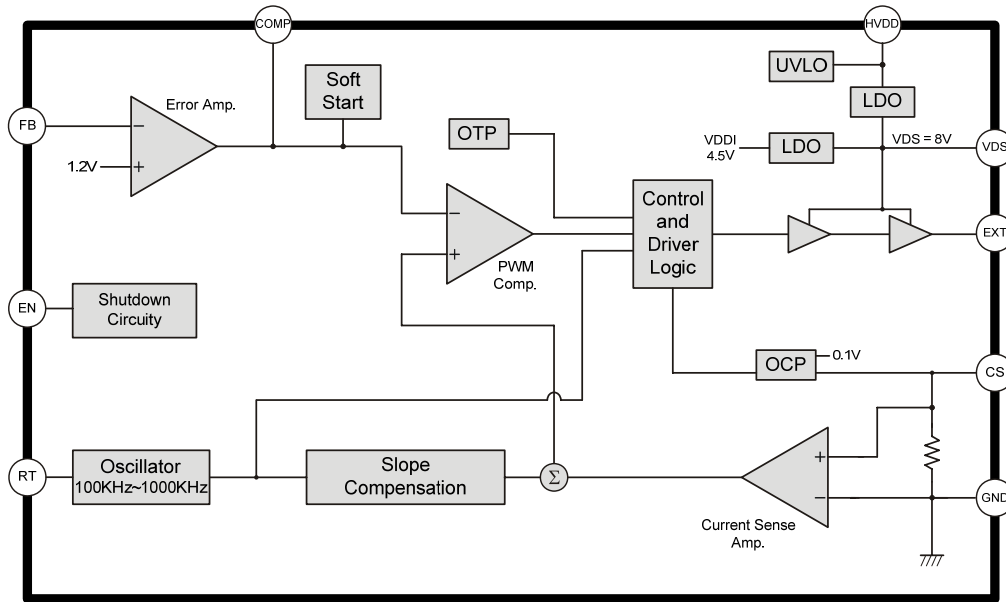 COMP
HVDD
UVLO
LDO
Soft
Start
Error Amp.
FB
−
1.2V
+
OTP
VDDI
4.5V
LDO
VDS = 8V
VDS
Control
and
Driver
Logic
−
+
PWM
Comp.
EXT
EN
Shutdown
Circuity
OCP
0.1V
CS
RT
Oscillator
100KHz~1000KHz
Slope
Compensation
Σ
+
−
Current Sense
Amp.
GND